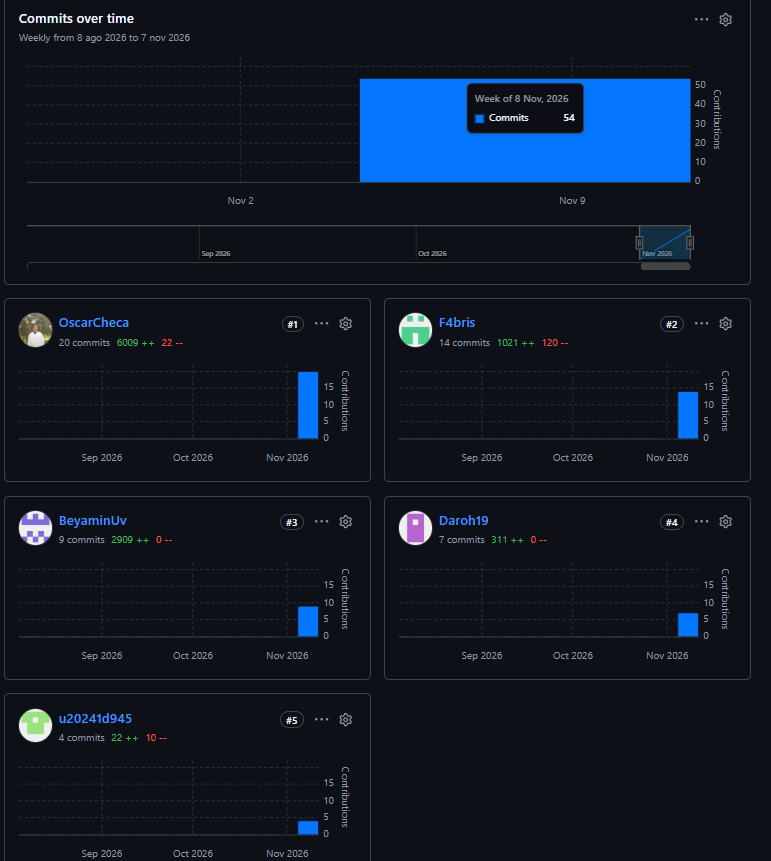 Commits over time
Weekly from 8 ago 2026 to 7 nov 2026
Week of 8 Nov, 2026
Commits 54
50
40
30
20
10
0
Contributions
Nov 2 Nov 9
Sep 2026 Oct 2026 Nov 2026
OscarCheca #1
20 commits 6009 ++ 22 --
15
10
5
0
Contributions
Sep 2026 Oct 2026 Nov 2026
F4bris #2
14 commits 1021 ++ 120 --
15
10
5
0
Contributions
Sep 2026 Oct 2026 Nov 2026
BeyaminUv #3
9 commits 2909 ++ 0 --
15
10
5
0
Contributions
Sep 2026 Oct 2026 Nov 2026
Daroh19 #4
7 commits 311 ++ 0 --
15
10
5
0
Contributions
Sep 2026 Oct 2026 Nov 2026
u20241d945 #5
4 commits 22 ++ 10 --
15
10
5
0
Contributions
Sep 2026 Oct 2026 Nov 2026